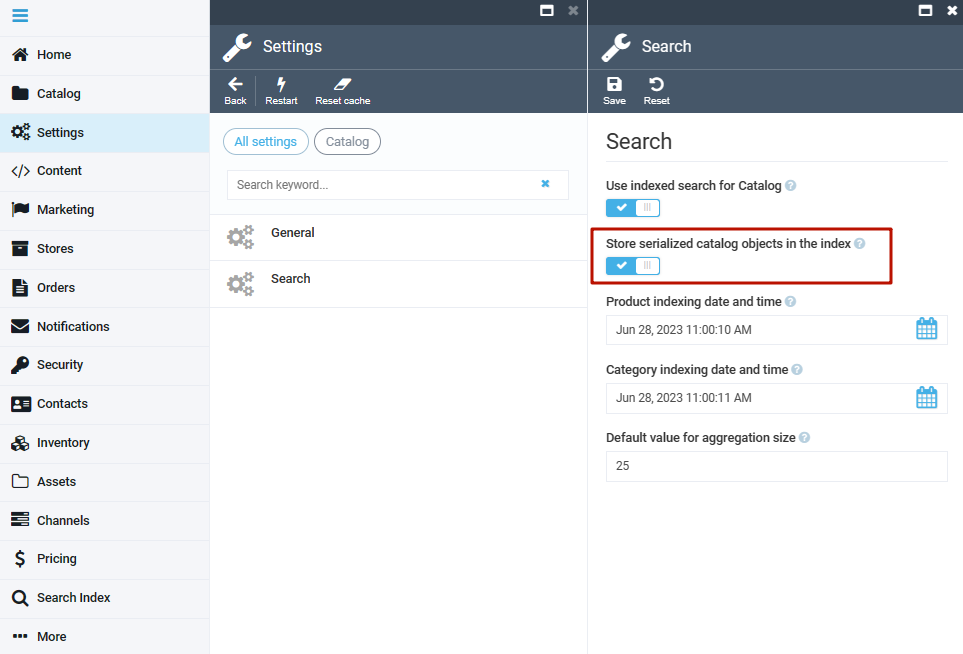 Home
Catalog
Settings
Content
Marketing
Stores
Orders
Notifications
Security
Contacts
Inventory
Assets
Channels
Pricing
Search Index
More
Settings
Back
Restart
Reset cache
All settings
Catalog
Search keyword...
General
Search
Search
Save
Reset
Search
Use indexed search for Catalog
Store serialized catalog objects in the index
Product indexing date and time
Jun 28, 2023 11:00:10 AM
Category indexing date and time
Jun 28, 2023 11:00:11 AM
Default value for aggregation size
25